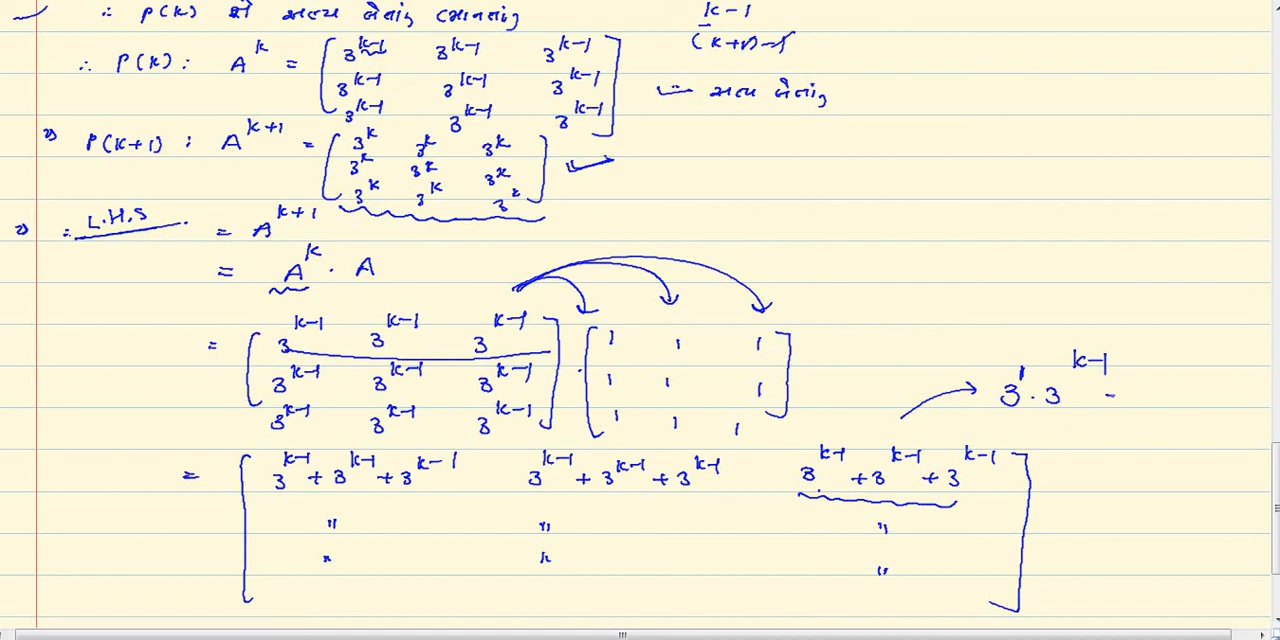 ∴ P(k) એ સત્ય બને
k-1
(k+1)-1
∴ P(k) : A^k = [ 3^(k-1) 3^(k-1) 3^(k-1)
3^(k-1) 3^(k-1) 3^(k-1)
3^(k-1) 3^(k-1) 3^(k-1) ]
સત્ય
⇒ P(k+1) : A^(k+1) = [ 3^k 3^k 3^k
3^k 3^k 3^k
3^k 3^k 3^k ]
⇒ : L.H.S = A^(k+1)
= A^k . A
= [ 3^(k-1) 3^(k-1) 3^(k-1) ] . [ 1 1 1
3^(k-1) 3^(k-1) 3^(k-1) 1 1 1
3^(k-1) 3^(k-1) 3^(k-1) 1 1 1 ]
3^1 . 3^(k-1) -
= [ 3^(k-1) + 3^(k-1) + 3^(k-1) 3^(k-1) + 3^(k-1) + 3^(k-1) 3^(k-1) + 3^(k-1) + 3^(k-1)
" " "
" " " ]